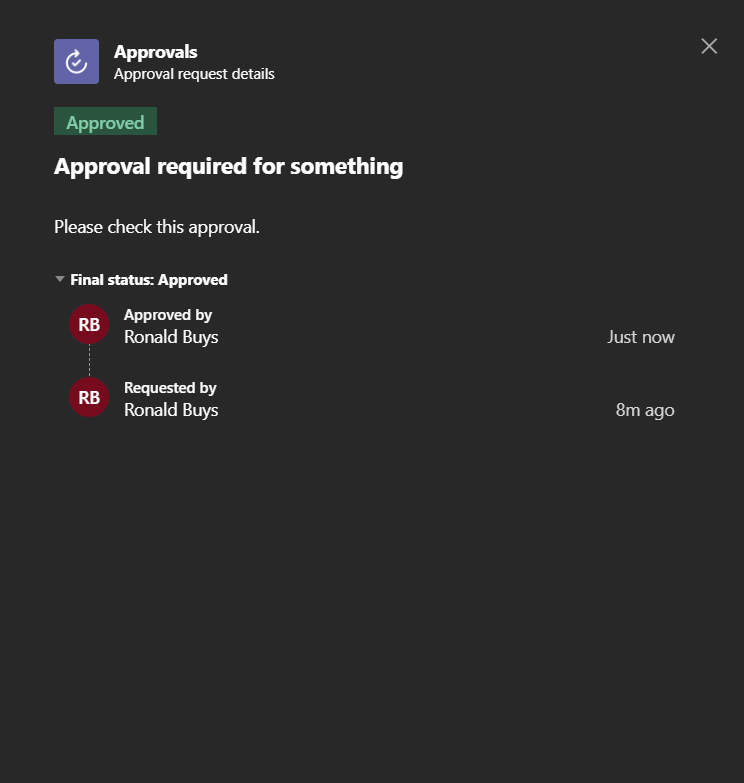 Approvals
Approval request details
Approved
Approval required for something
Please check this approval.
Final status: Approved
RB
Approved by
Ronald Buys
Just now
RB
Requested by
Ronald Buys
8m ago